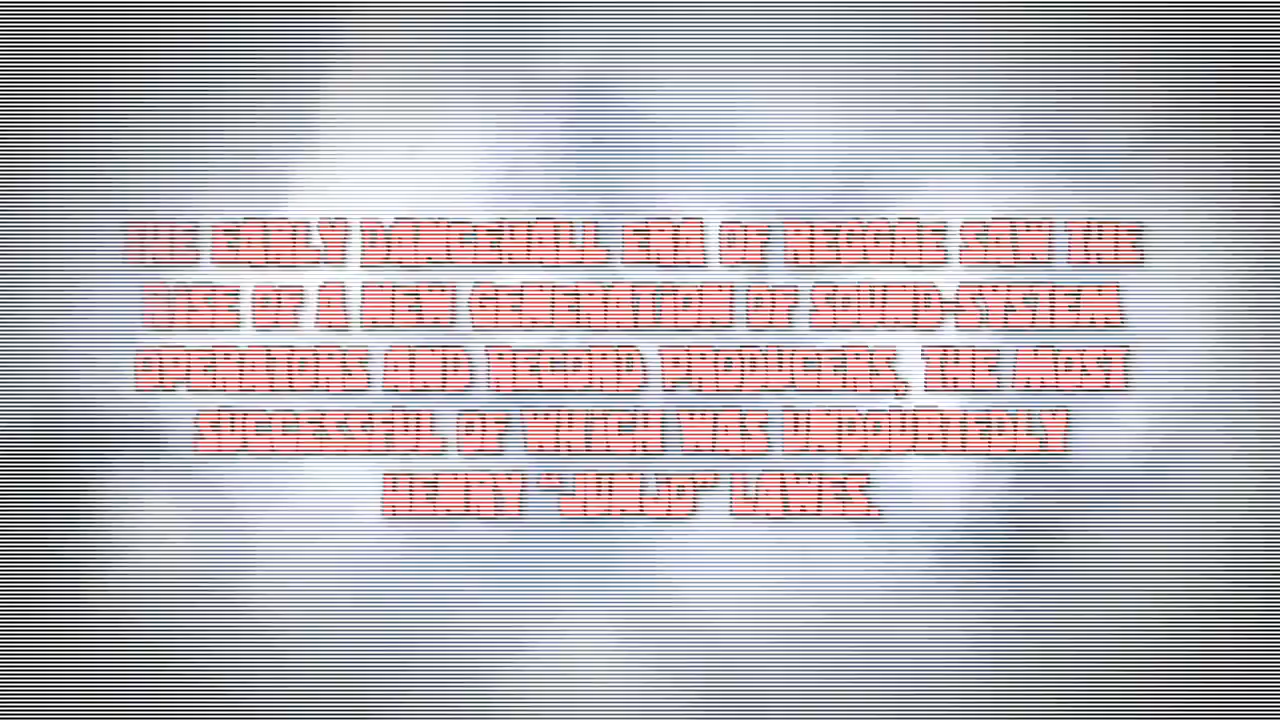 THE EARLY DANCEHALL ERA OF REGGAE SAW THE
RISE OF A NEW GENERATION OF SOUND-SYSTEM
OPERATORS AND RECORD PRODUCERS, THE MOST
SUCCESSFUL OF WHICH WAS UNDOUBTEDLY
HENRY "JUNJO" LAWES.